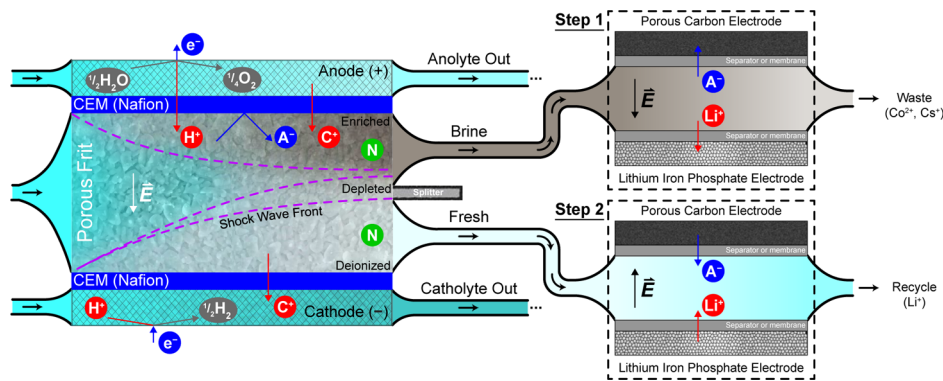 Step 1
Porous Carbon Electrode
Separator or membrane
A⁻
E
Li⁺
Separator or membrane
Lithium Iron Phosphate Electrode
Waste
(Co²⁺, Cs⁺)
e⁻
½H₂O
¼O₂
Anode (+)
Anolyte Out
...
CEM (Nafion)
Enriched
H⁺
A⁻
C⁺
N
Brine
Porous Frit
E
Depleted
Splitter
Shock Wave Front
N
Fresh
Deionized
CEM (Nafion)
H⁺
½H₂
C⁺
Cathode (−)
Catholyte Out
...
e⁻
Step 2
Porous Carbon Electrode
Separator or membrane
A⁻
E
Li⁺
Separator or membrane
Lithium Iron Phosphate Electrode
Recycle
(Li⁺)